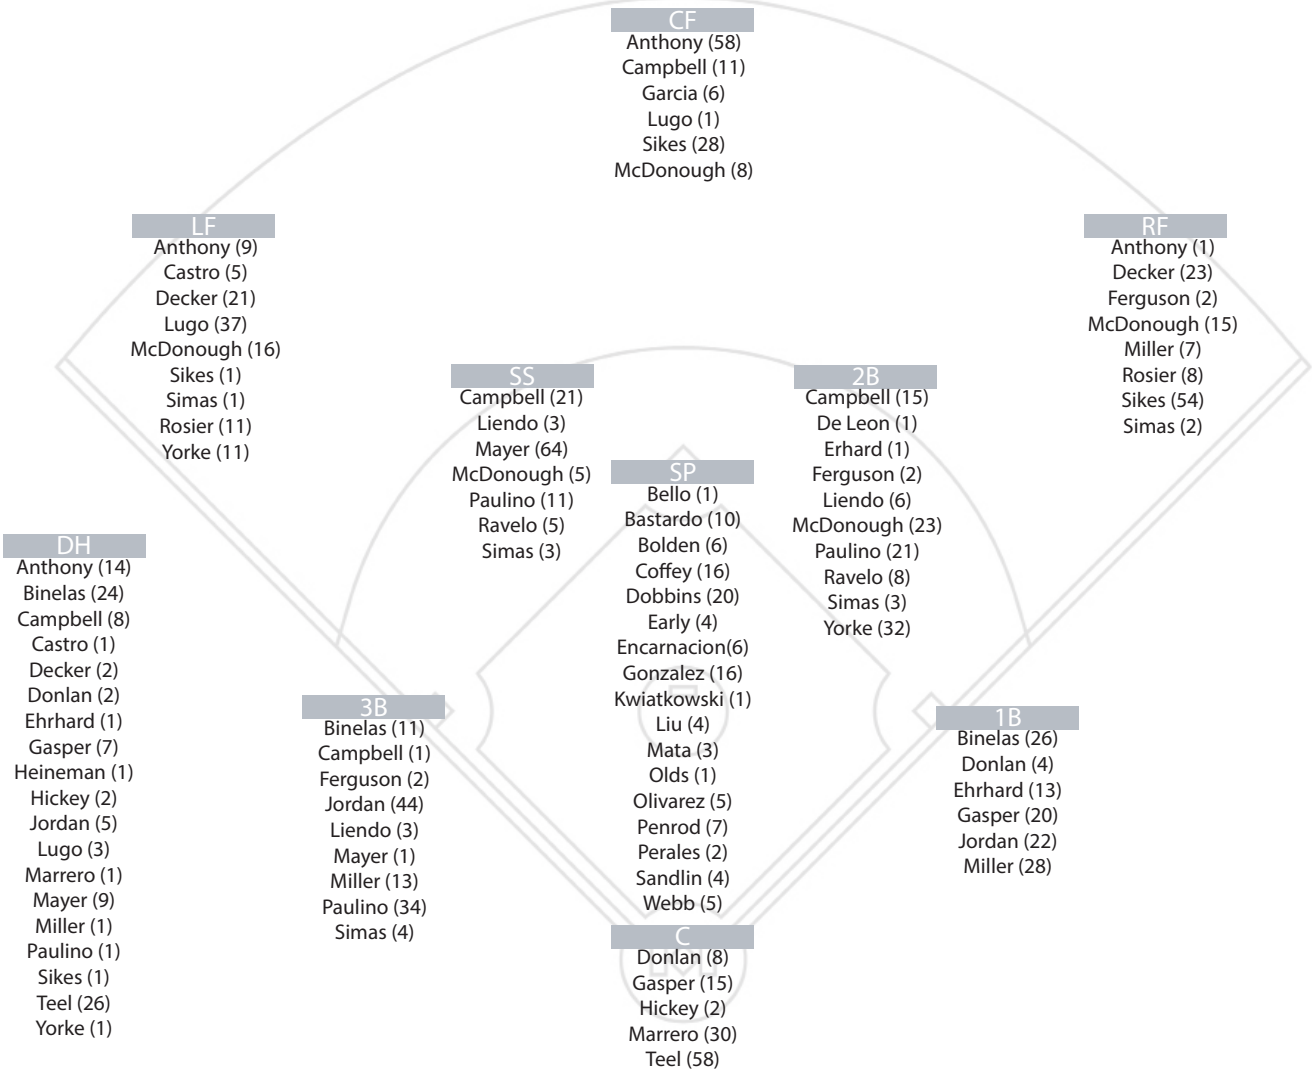 CF
Anthony (58)
Campbell (11)
Garcia (6)
Lugo (1)
Sikes (28)
McDonough (8)
LF
Anthony (9)
Castro (5)
Decker (21)
Lugo (37)
McDonough (16)
Sikes (1)
Simas (1)
Rosier (11)
Yorke (11)
RF
Anthony (1)
Decker (23)
Ferguson (2)
McDonough (15)
Miller (7)
Rosier (8)
Sikes (54)
Simas (2)
SS
Campbell (21)
Liendo (3)
Mayer (64)
McDonough (5)
Paulino (11)
Ravelo (5)
Simas (3)
2B
Campbell (15)
De Leon (1)
Erhard (1)
Ferguson (2)
Liendo (6)
McDonough (23)
Paulino (21)
Ravelo (8)
Simas (3)
Yorke (32)
SP
Bello (1)
Bastardo (10)
Bolden (6)
Coffey (16)
Dobbins (20)
Early (4)
Encarnacion(6)
Gonzalez (16)
Kwiatkowski (1)
Liu (4)
Mata (3)
Olds (1)
Olivarez (5)
Penrod (7)
Perales (2)
Sandlin (4)
Webb (5)
DH
Anthony (14)
Binelas (24)
Campbell (8)
Castro (1)
Decker (2)
Donlan (2)
Ehrhard (1)
Gasper (7)
Heineman (1)
Hickey (2)
Jordan (5)
Lugo (3)
Marrero (1)
Mayer (9)
Miller (1)
Paulino (1)
Sikes (1)
Teel (26)
Yorke (1)
3B
Binelas (11)
Campbell (1)
Ferguson (2)
Jordan (44)
Liendo (3)
Mayer (1)
Miller (13)
Paulino (34)
Simas (4)
1B
Binelas (26)
Donlan (4)
Ehrhard (13)
Gasper (20)
Jordan (22)
Miller (28)
C
Donlan (8)
Gasper (15)
Hickey (2)
Marrero (30)
Teel (58)